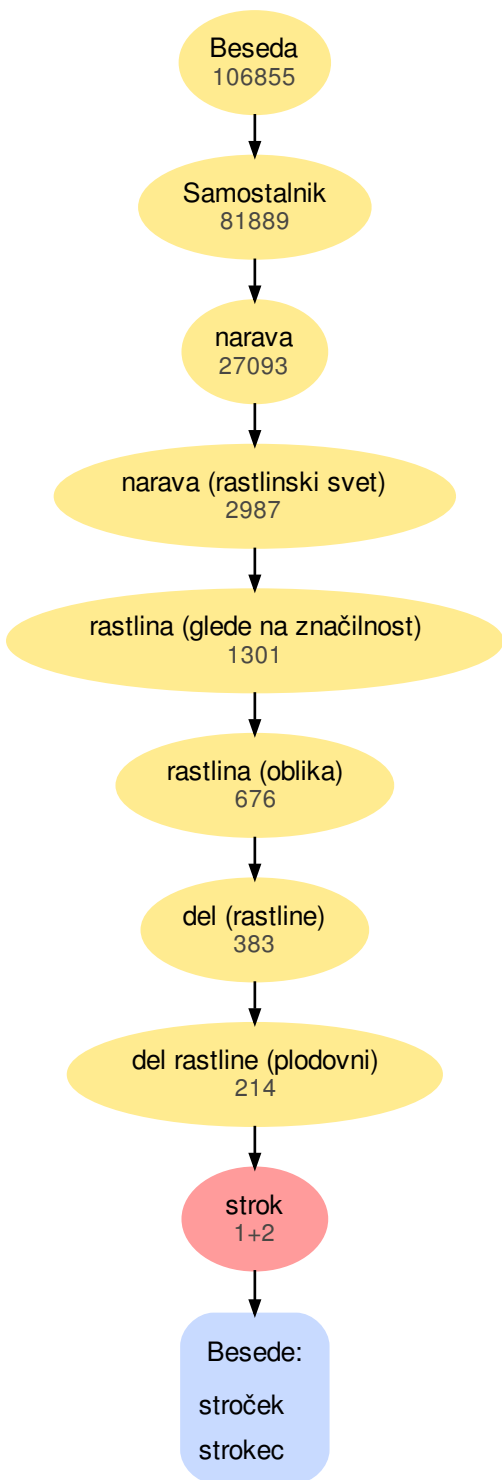 Beseda
106855
Samostalnik
81889
narava
27093
narava (rastlinski svet)
2987
rastlina (glede na značilnost)
1301
rastlina (oblika)
676
del (rastline)
383
del rastline (plodovni)
214
strok
1+2
Besede:
stroček
strokec